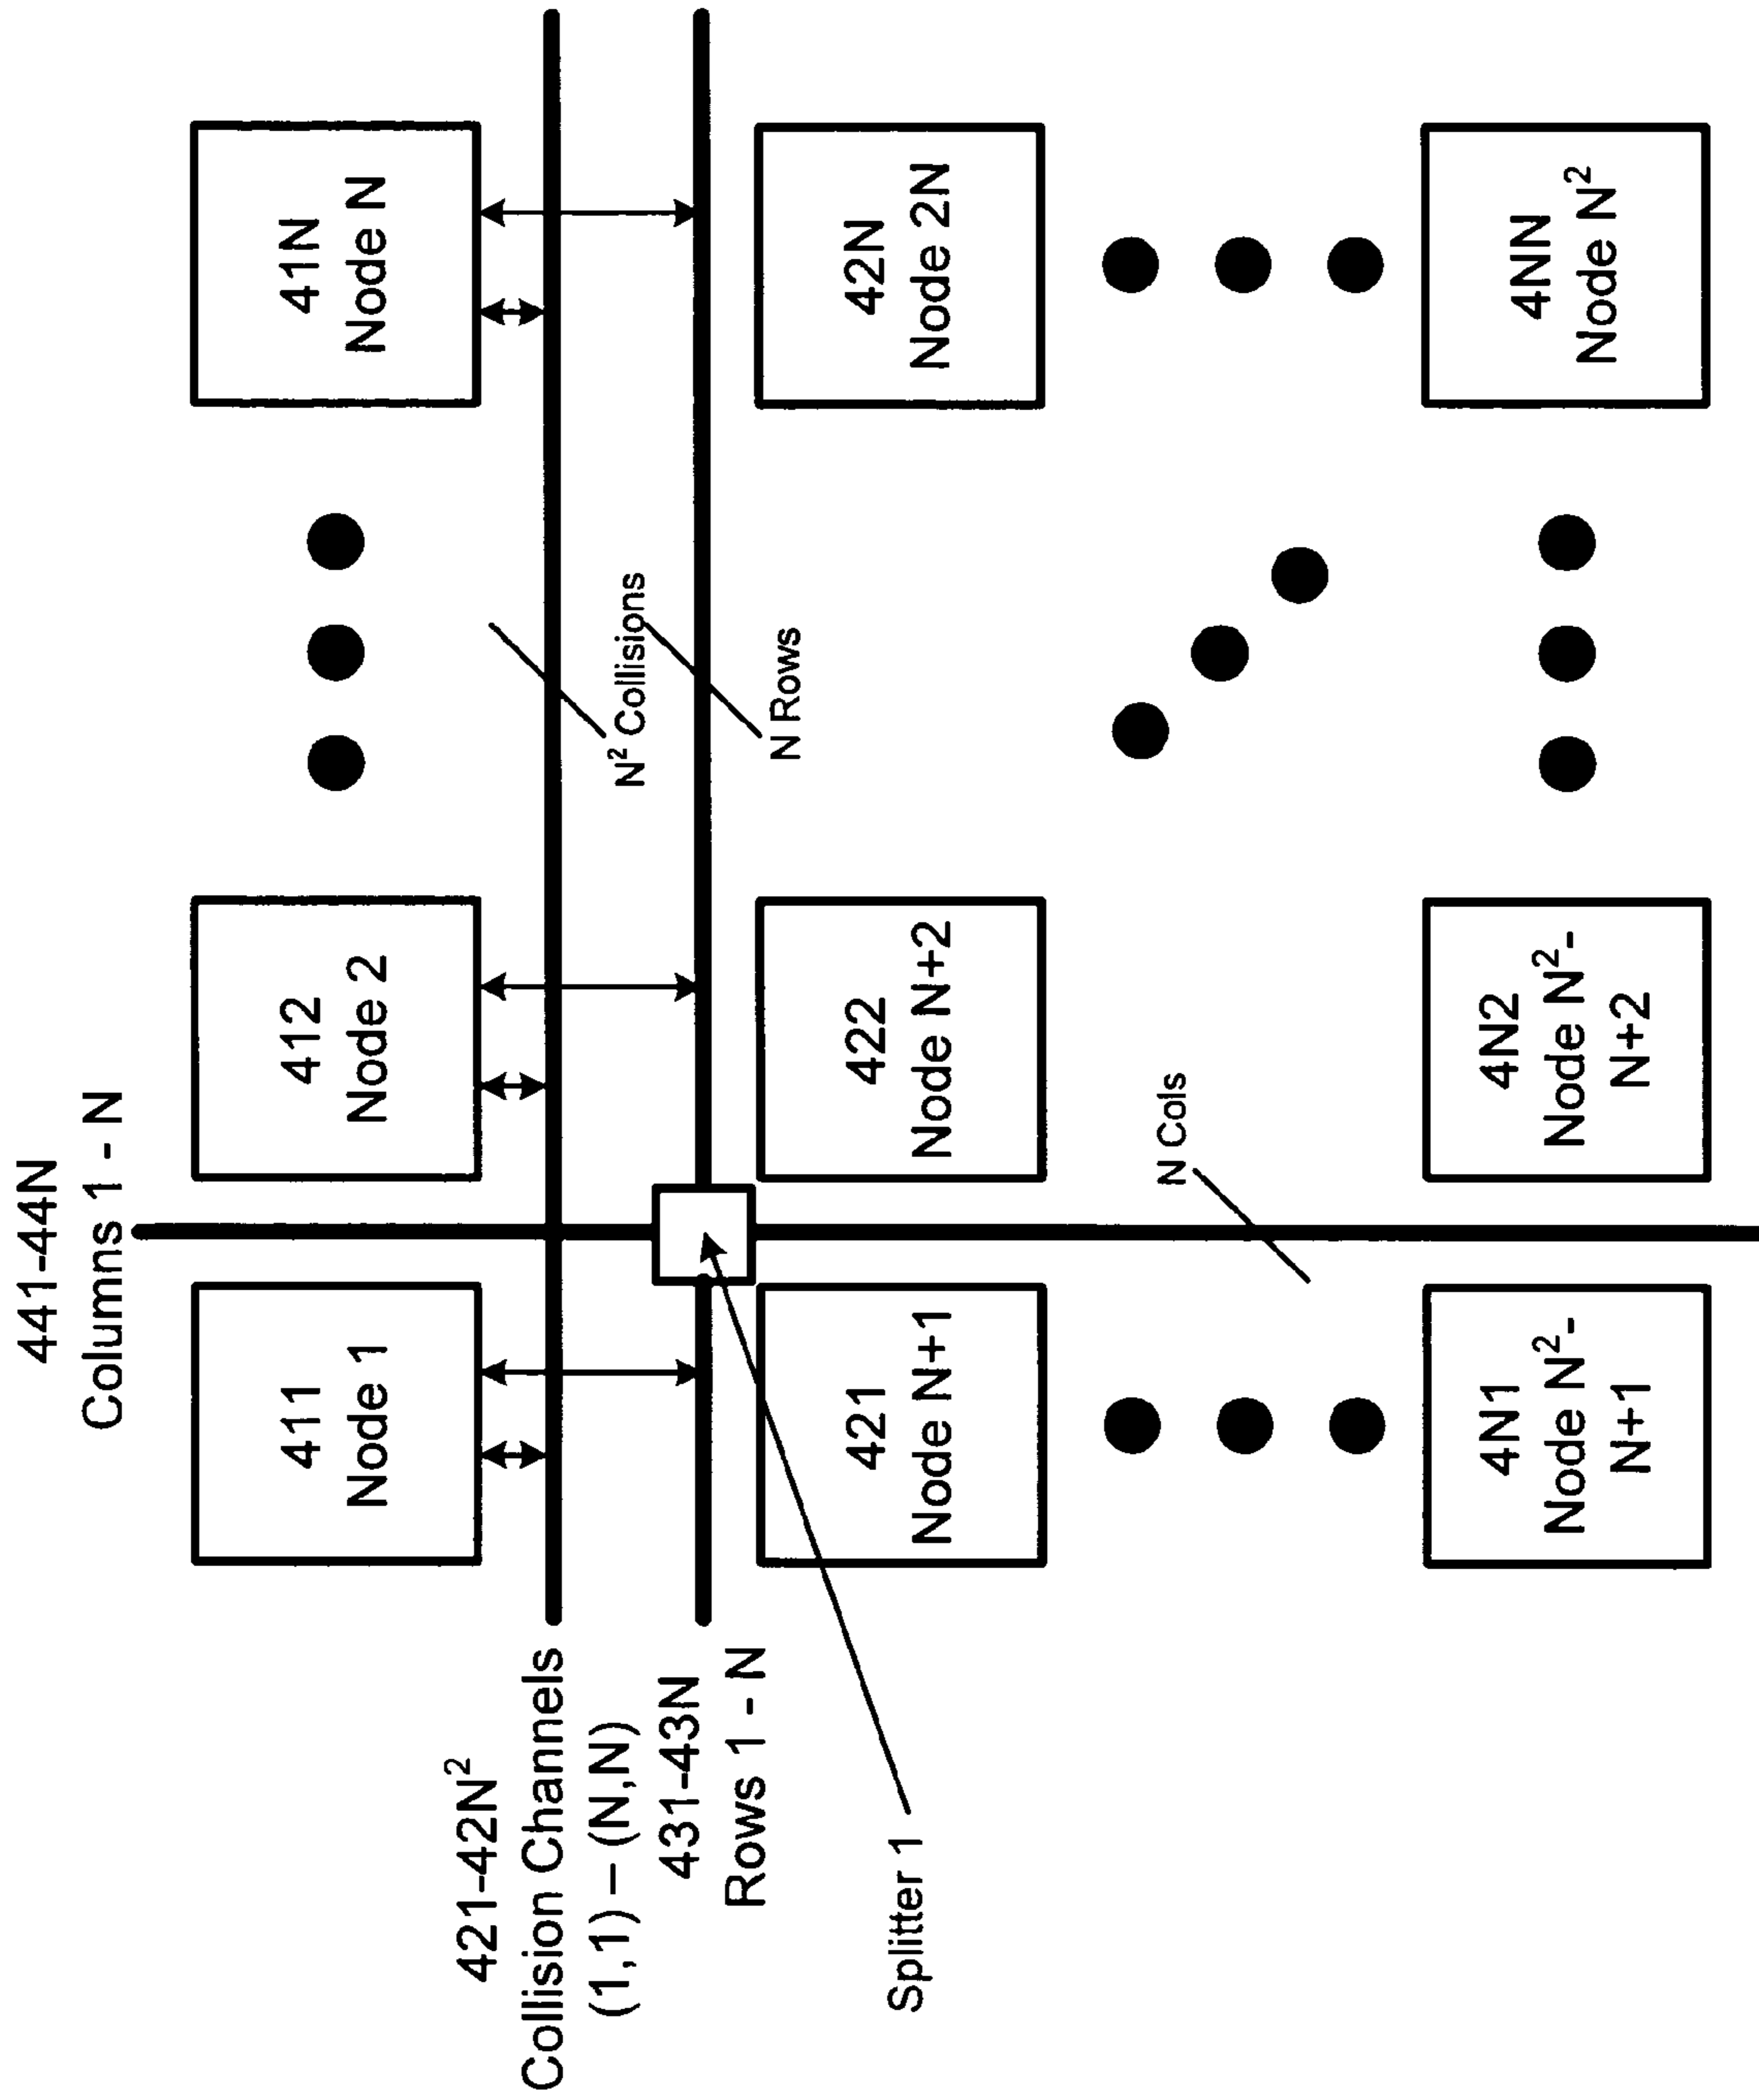 441-44N
Columns 1 - N
411
Node 1
412
Node 2
41N
Node N
421-42N²
Collision Channels
(1,1) – (N,N)
N² Collisions
431-43N
Rows 1 - N
N Rows
Splitter 1
421
Node N+1
422
Node N+2
42N
Node 2N
N Cols
4N1
Node N²-
N+1
4N2
Node N²-
N+2
4NN
Node N²